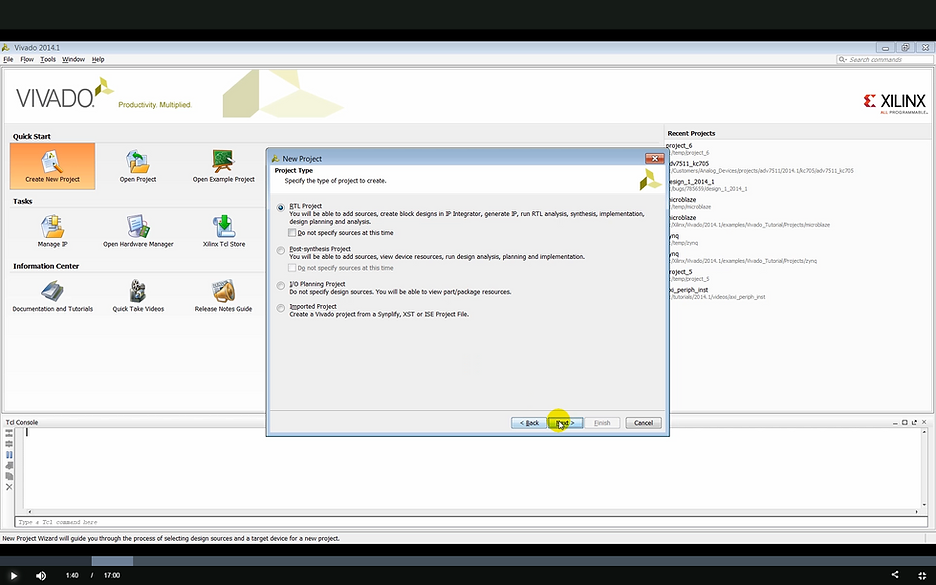 Vivado 2014.1
File Flow Tools Window Help
Search commands
VIVADO. Productivity. Multiplied.
XILINX
ALL PROGRAMMABLE
Quick Start
Create New Project
Open Project
Open Example Project
Tasks
Manage IP
Open Hardware Manager
Xilinx Tcl Store
Information Center
Documentation and Tutorials
Quick Take Videos
Release Notes Guide
New Project
Project Type
Specify the type of project to create.
RTL Project
You will be able to add sources, create block designs in IP Integrator, generate IP, run RTL analysis, synthesis, implementation,
design planning and analysis.
Do not specify sources at this time
Post-synthesis Project
You will be able to add sources, view device resources, run design analysis, planning and implementation.
Do not specify sources at this time
I/O Planning Project
Do not specify design sources. You will be able to view part/package resources.
Imported Project
Create a Vivado project from a Synplify, XST or ISE Project File.
< Back
Finish
Cancel
Recent Projects
project_6
/temp/project_6
adv7511_kc705
/Customers/Analog_Devices/projects/adv7511/2014.1/kc705/adv7511_kc705
design_1_2014_1
/bugs/785639/design_1_2014_1
microblaze
/temp/microblaze
microblaze
/Xilinx/Vivado/2014.1/examples/Vivado_Tutorial/Projects/microblaze
zynq
/temp/zynq
zynq
/Xilinx/Vivado/2014.1/examples/Vivado_Tutorial/Projects/zynq
project_5
/temp/project_5
axi_periph_inst
/tutorials/2014.1/videos/axi_periph_inst
Tcl Console
Type a Tcl command here
New Project Wizard will guide you through the process of selecting design sources and a target device for a new project.
1:40 / 17:00